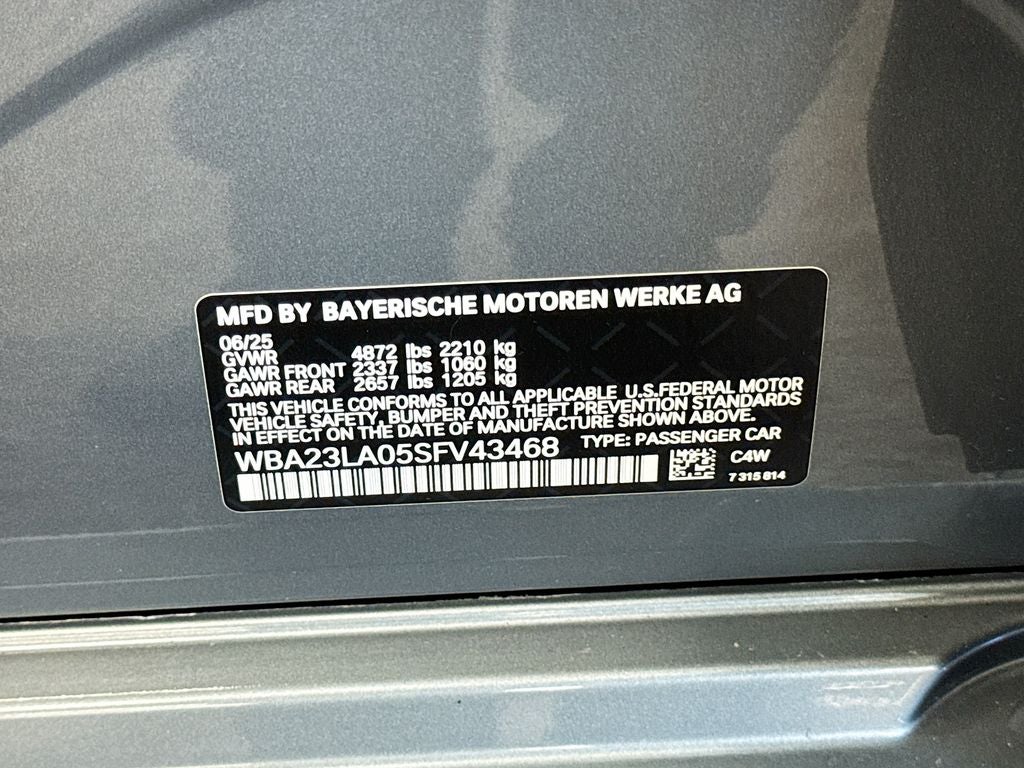 MFD BY BAYERISCHE MOTOREN WERKE AG
06/25
GVWR 4872 lbs 2210 kg
GAWR FRONT 2337 lbs 1060 kg
GAWR REAR 2657 lbs 1205 kg
THIS VEHICLE CONFORMS TO ALL APPLICABLE U.S.FEDERAL MOTOR
VEHICLE SAFETY, BUMPER AND THEFT PREVENTION STANDARDS
IN EFFECT ON THE DATE OF MANUFACTURE SHOWN ABOVE.
WBA23LA05SFV43468 TYPE: PASSENGER CAR
C4W
7 315 814